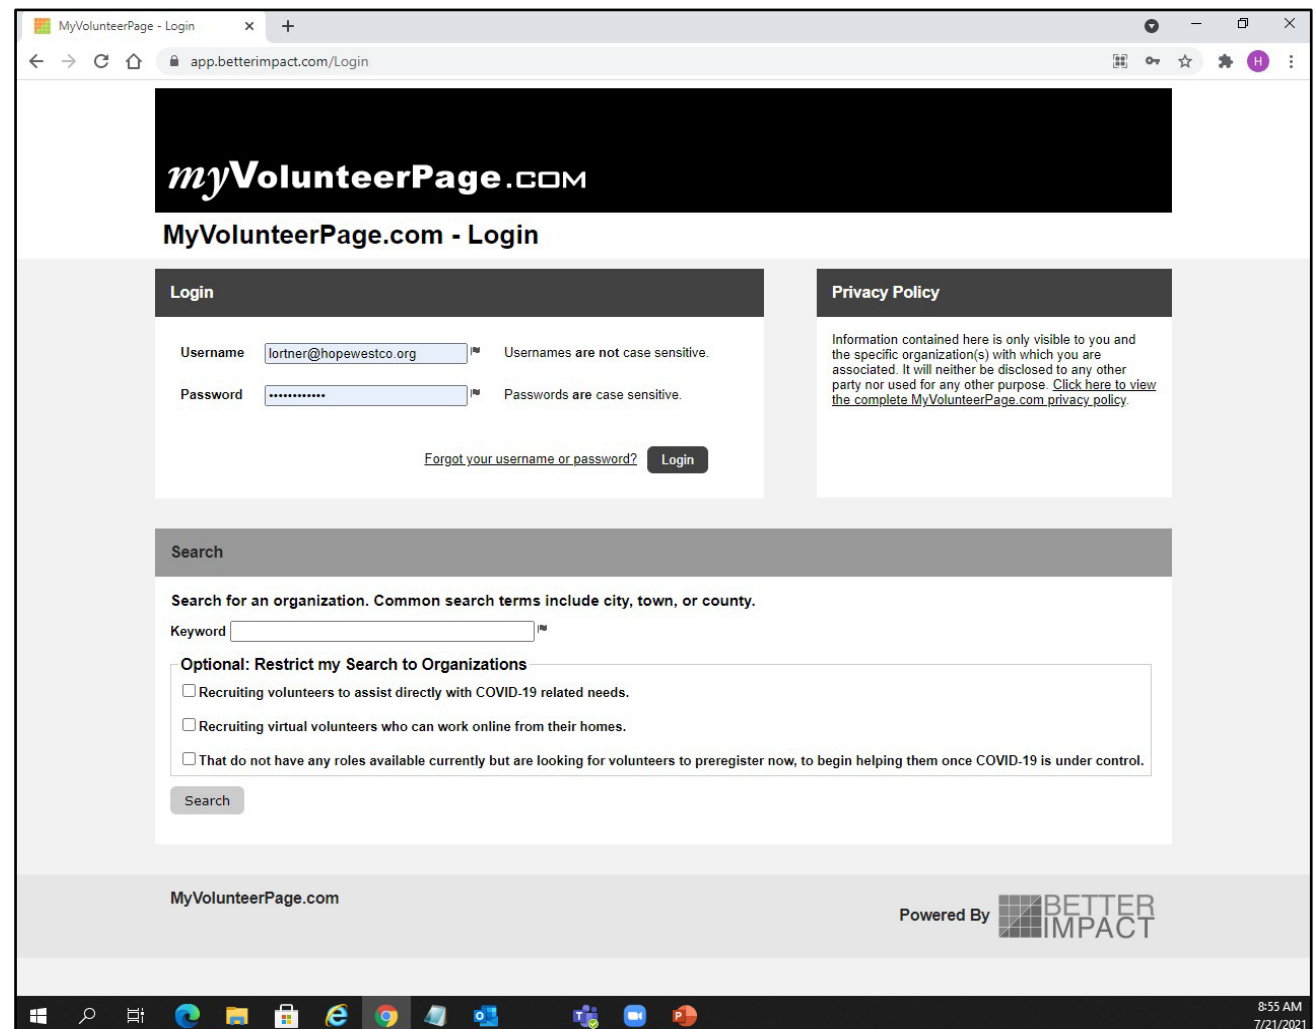 MyVolunteerPage - Login
app.betterimpact.com/Login
H
myVolunteerPage.com
MyVolunteerPage.com - Login
Login
Username lortner@hopewestco.org Usernames are not case sensitive.
Password •••••••••••• Passwords are case sensitive.
Forgot your username or password? Login
Privacy Policy
Information contained here is only visible to you and
the specific organization(s) with which you are
associated. It will neither be disclosed to any other
party nor used for any other purpose. Click here to view
the complete MyVolunteerPage.com privacy policy.
Search
Search for an organization. Common search terms include city, town, or county.
Keyword
Optional: Restrict my Search to Organizations
Recruiting volunteers to assist directly with COVID-19 related needs.
Recruiting virtual volunteers who can work online from their homes.
That do not have any roles available currently but are looking for volunteers to preregister now, to begin helping them once COVID-19 is under control.
Search
MyVolunteerPage.com
Powered By BETTER
IMPACT
8:55 AM
7/21/2021